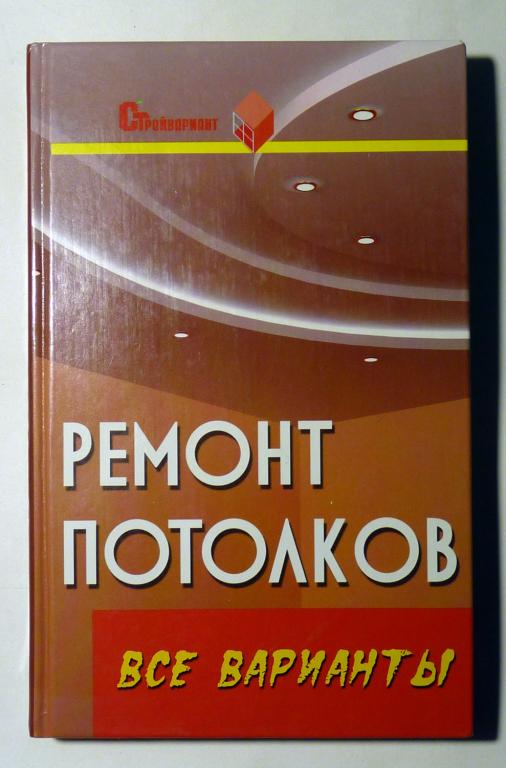 Стройвариант
РЕМОНТ
ПОТОЛКОВ
ВСЕ ВАРИАНТЫ